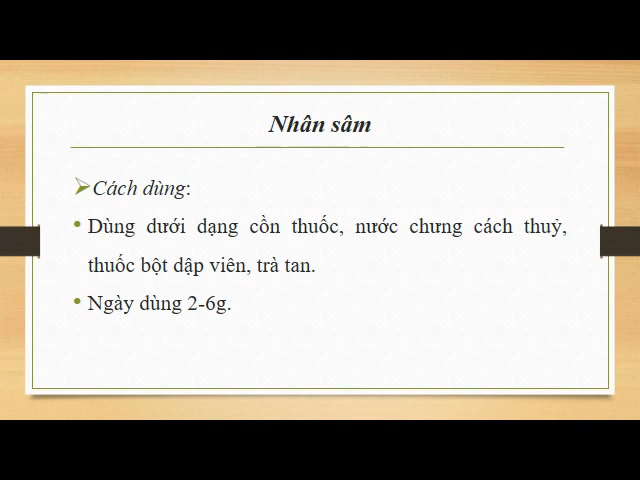 Nhân sâm
Cách dùng:
Dùng dưới dạng cồn thuốc, nước chưng cách thuỷ,
thuốc bột dập viên, trà tan.
Ngày dùng 2-6g.